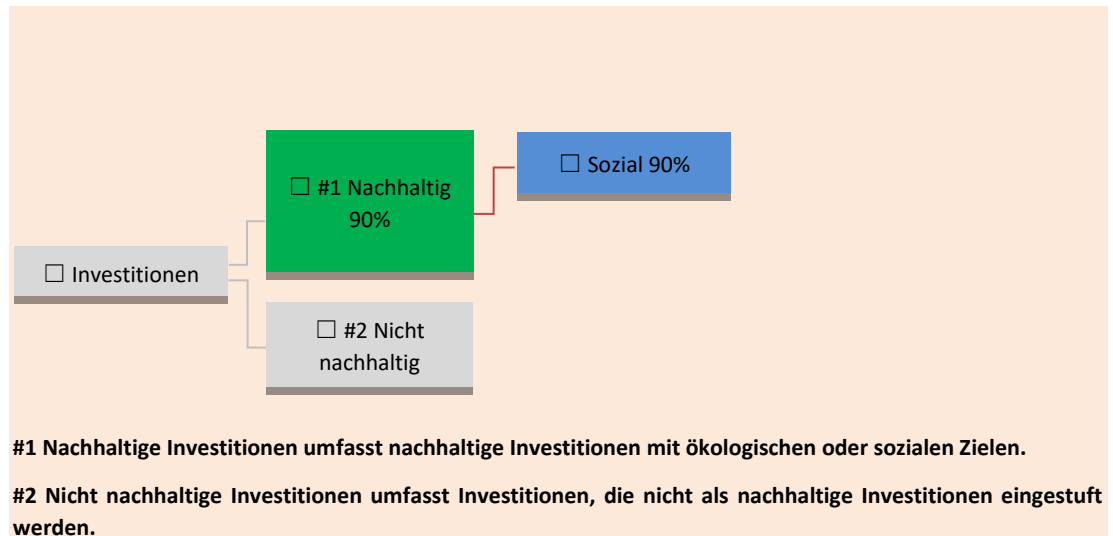 ☐ Sozial 90%
☐ #1 Nachhaltig
90%
☐ Investitionen
☐ #2 Nicht
nachhaltig
#1 Nachhaltige Investitionen umfasst nachhaltige Investitionen mit ökologischen oder sozialen Zielen.
#2 Nicht nachhaltige Investitionen umfasst Investitionen, die nicht als nachhaltige Investitionen eingestuft
werden.